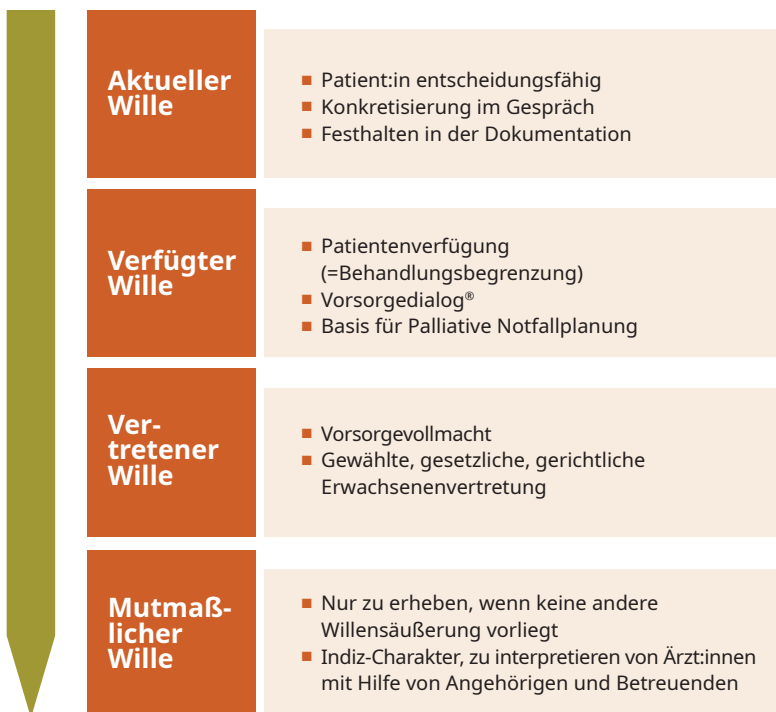 Aktueller
Wille
■ Patient:in entscheidungsfähig
■ Konkretisierung im Gespräch
■ Festhalten in der Dokumentation
Verfügter
Wille
■ Patientenverfügung
(=Behandlungsbegrenzung)
■ Vorsorgedialog®
■ Basis für Palliative Notfallplanung
Ver-
tretener
Wille
■ Vorsorgevollmacht
■ Gewählte, gesetzliche, gerichtliche
Erwachsenenvertretung
Mutmaß-
licher
Wille
■ Nur zu erheben, wenn keine andere
Willensäußerung vorliegt
■ Indiz-Charakter, zu interpretieren von Ärzt:innen
mit Hilfe von Angehörigen und Betreuenden